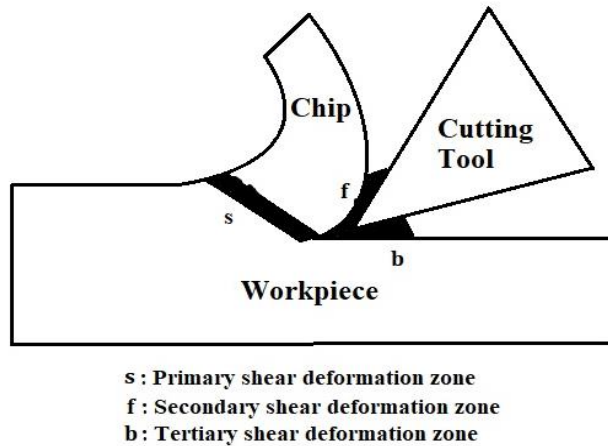 Chip
Cutting
Tool
f
s
b
Workpiece
s : Primary shear deformation zone
f : Secondary shear deformation zone
b : Tertiary shear deformation zone